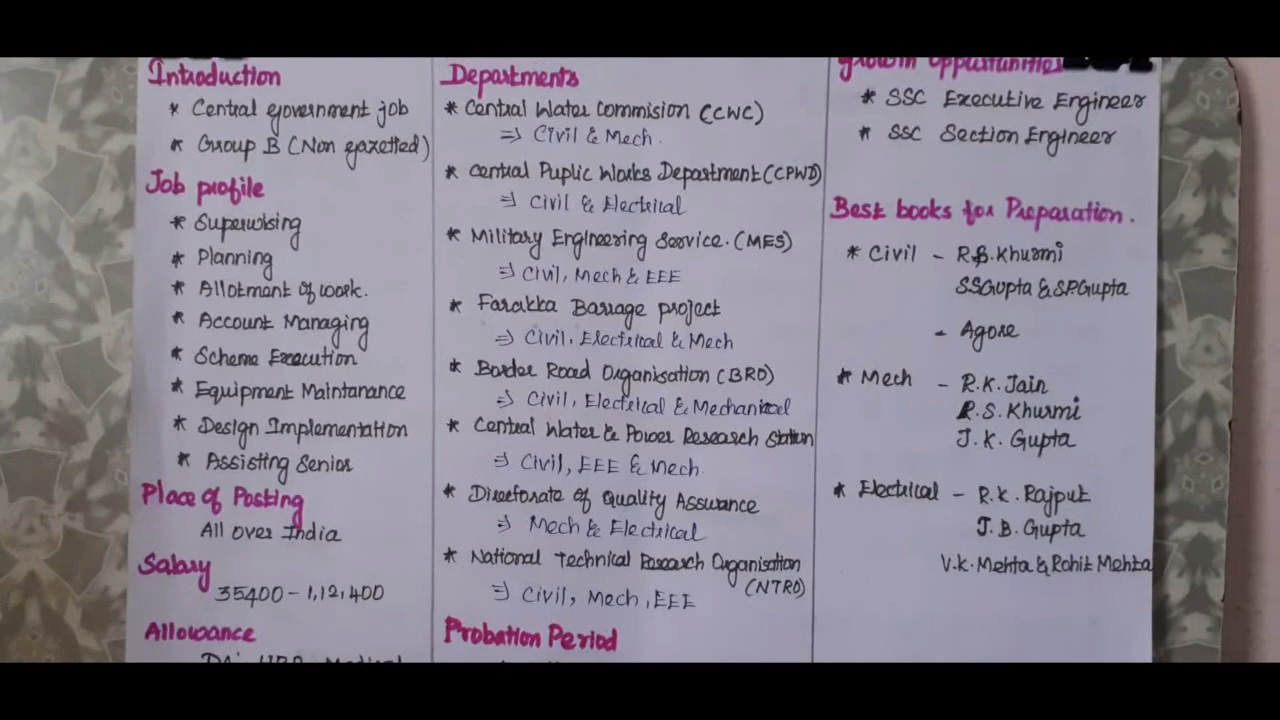 Introduction
* Central government job
* Group B (Non gazetted)
Job profile
* Superwising
* Planning
* Allotment of work.
* Account Managing
* Scheme Execution
* Equipment Maintanance
* Design Implementation
* Assisting Senior
Place of Posting
All over India
Salary
35400 - 1,12,400
Allowance
Departments
* Central Water Commision (CWC)
⇒ Civil & Mech.
* Central Puplic Works Department (CPWD)
⇒ Civil & Electrical
* Military Engineering Service. (MES)
⇒ Civil, Mech & EEE
* Farakka Barrage project
⇒ Civil, Electrical & Mech
* Border Road Organisation (BRO)
⇒ Civil, Electrical & Mechanical
* Central Water & Power Research Station
⇒ Civil, EEE & Mech.
* Directorate of Quality Assurance
⇒ Mech & Electrical
* National Technical Research Organisation
(NTRO)
⇒ Civil, Mech, EEE
Probation Period
Growth Opportunities
* SSC Executive Engineer
* SSC Section Engineer
Best books for Preparation.
* Civil - R.S. Khurmi
SSGupta & S.P.Gupta
- Agore
* Mech - R.K. Jain
R.S. Khurmi
J.K. Gupta
* Electrical - R.K. Rajput
J.B. Gupta
V.K. Mehta & Rohit Mehta